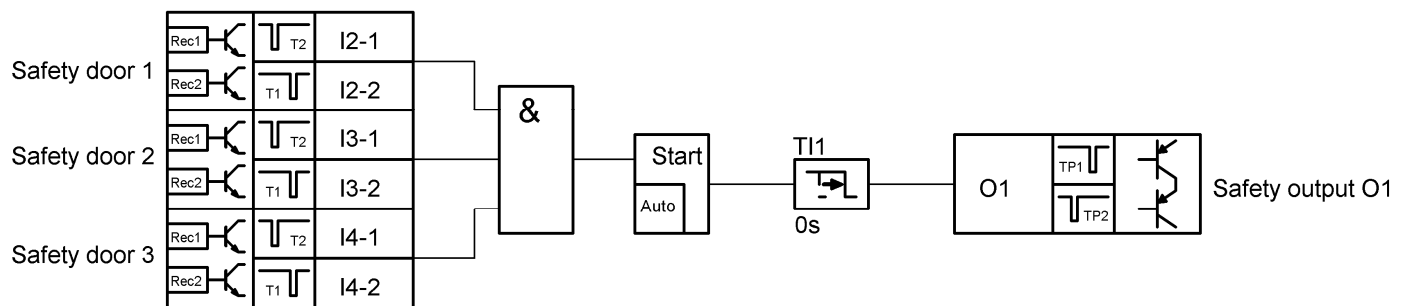 Safety door 1
Rec1 T2 I2-1
Rec2 T1 I2-2
Safety door 2
Rec1 T2 I3-1
Rec2 T1 I3-2
Safety door 3
Rec1 T2 I4-1
Rec2 T1 I4-2
&
Start
Auto
TI1
0s
O1
TP1
TP2
Safety output O1